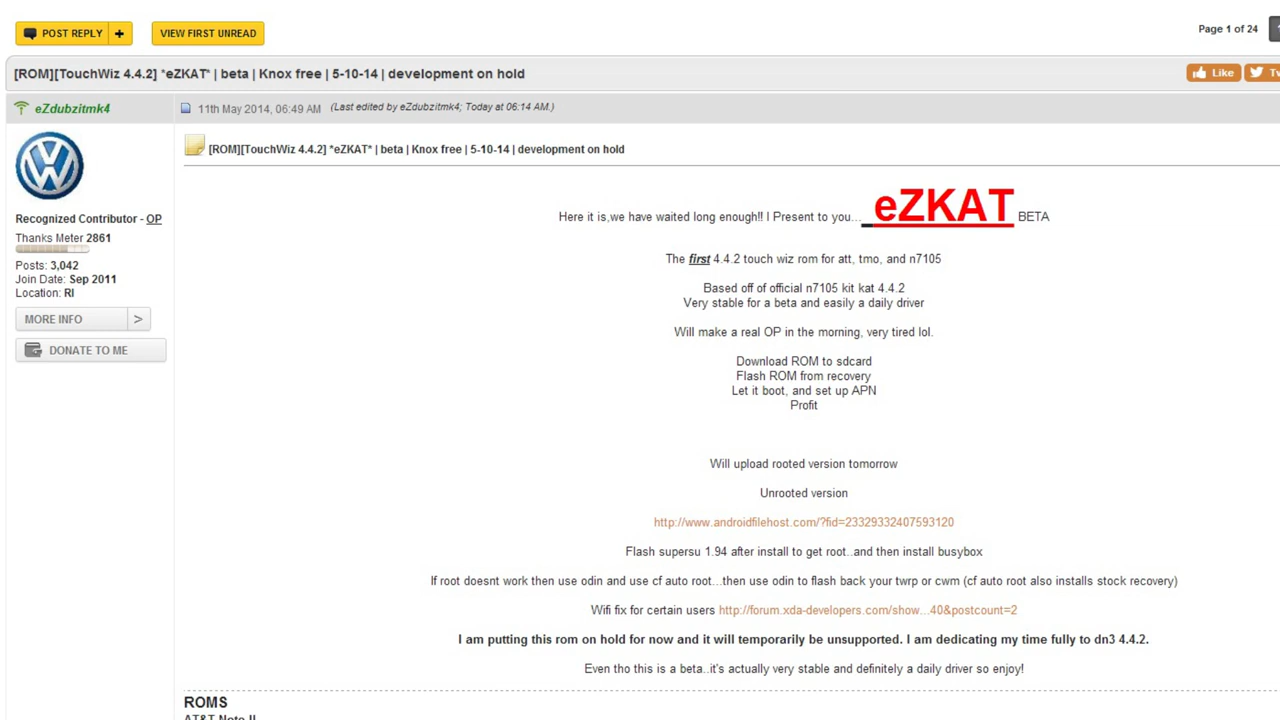 POST REPLY +
VIEW FIRST UNREAD
Page 1 of 24
[ROM][TouchWiz 4.4.2] *eZKAT* | beta | Knox free | 5-10-14 | development on hold
Like
eZdubzitmk4
11th May 2014, 06:49 AM (Last edited by eZdubzitmk4; Today at 06:14 AM.)
[ROM][TouchWiz 4.4.2] *eZKAT* | beta | Knox free | 5-10-14 | development on hold
Recognized Contributor - OP
Thanks Meter 2861
Posts: 3,042
Join Date: Sep 2011
Location: RI
MORE INFO >
DONATE TO ME
Here it is,we have waited long enough!! I Present to you... eZKAT BETA
The first 4.4.2 touch wiz rom for att, tmo, and n7105
Based off of official n7105 kit kat 4.4.2
Very stable for a beta and easily a daily driver
Will make a real OP in the morning, very tired lol.
Download ROM to sdcard
Flash ROM from recovery
Let it boot, and set up APN
Profit
Will upload rooted version tomorrow
Unrooted version
http://www.androidfilehost.com/?fid=23329332407593120
Flash supersu 1.94 after install to get root..and then install busybox
If root doesnt work then use odin and use cf auto root...then use odin to flash back your twrp or cwm (cf auto root also installs stock recovery)
Wifi fix for certain users http://forum.xda-developers.com/show...40&postcount=2
I am putting this rom on hold for now and it will temporarily be unsupported. I am dedicating my time fully to dn3 4.4.2.
Even tho this is a beta..it's actually very stable and definitely a daily driver so enjoy!
ROMS
AT&T Note II